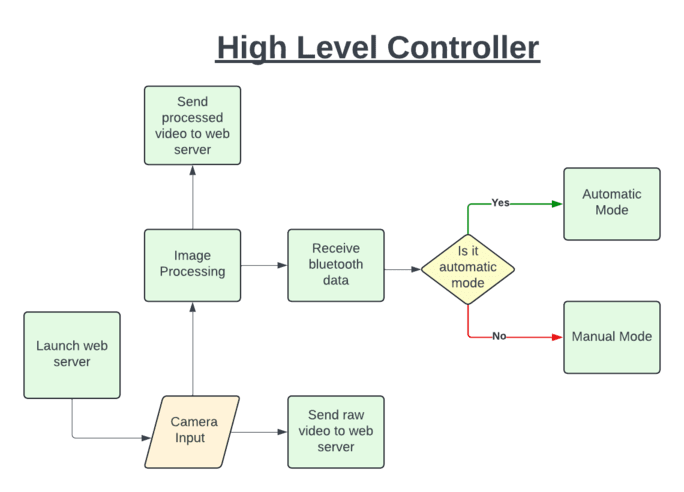 High Level Controller
Send
processed
video to web
server
Yes
Automatic
Mode
Image
Processing
Receive
bluetooth
data
Is it
automatic
mode
No
Manual Mode
Launch web
server
Camera
Input
Send raw
video to web
server